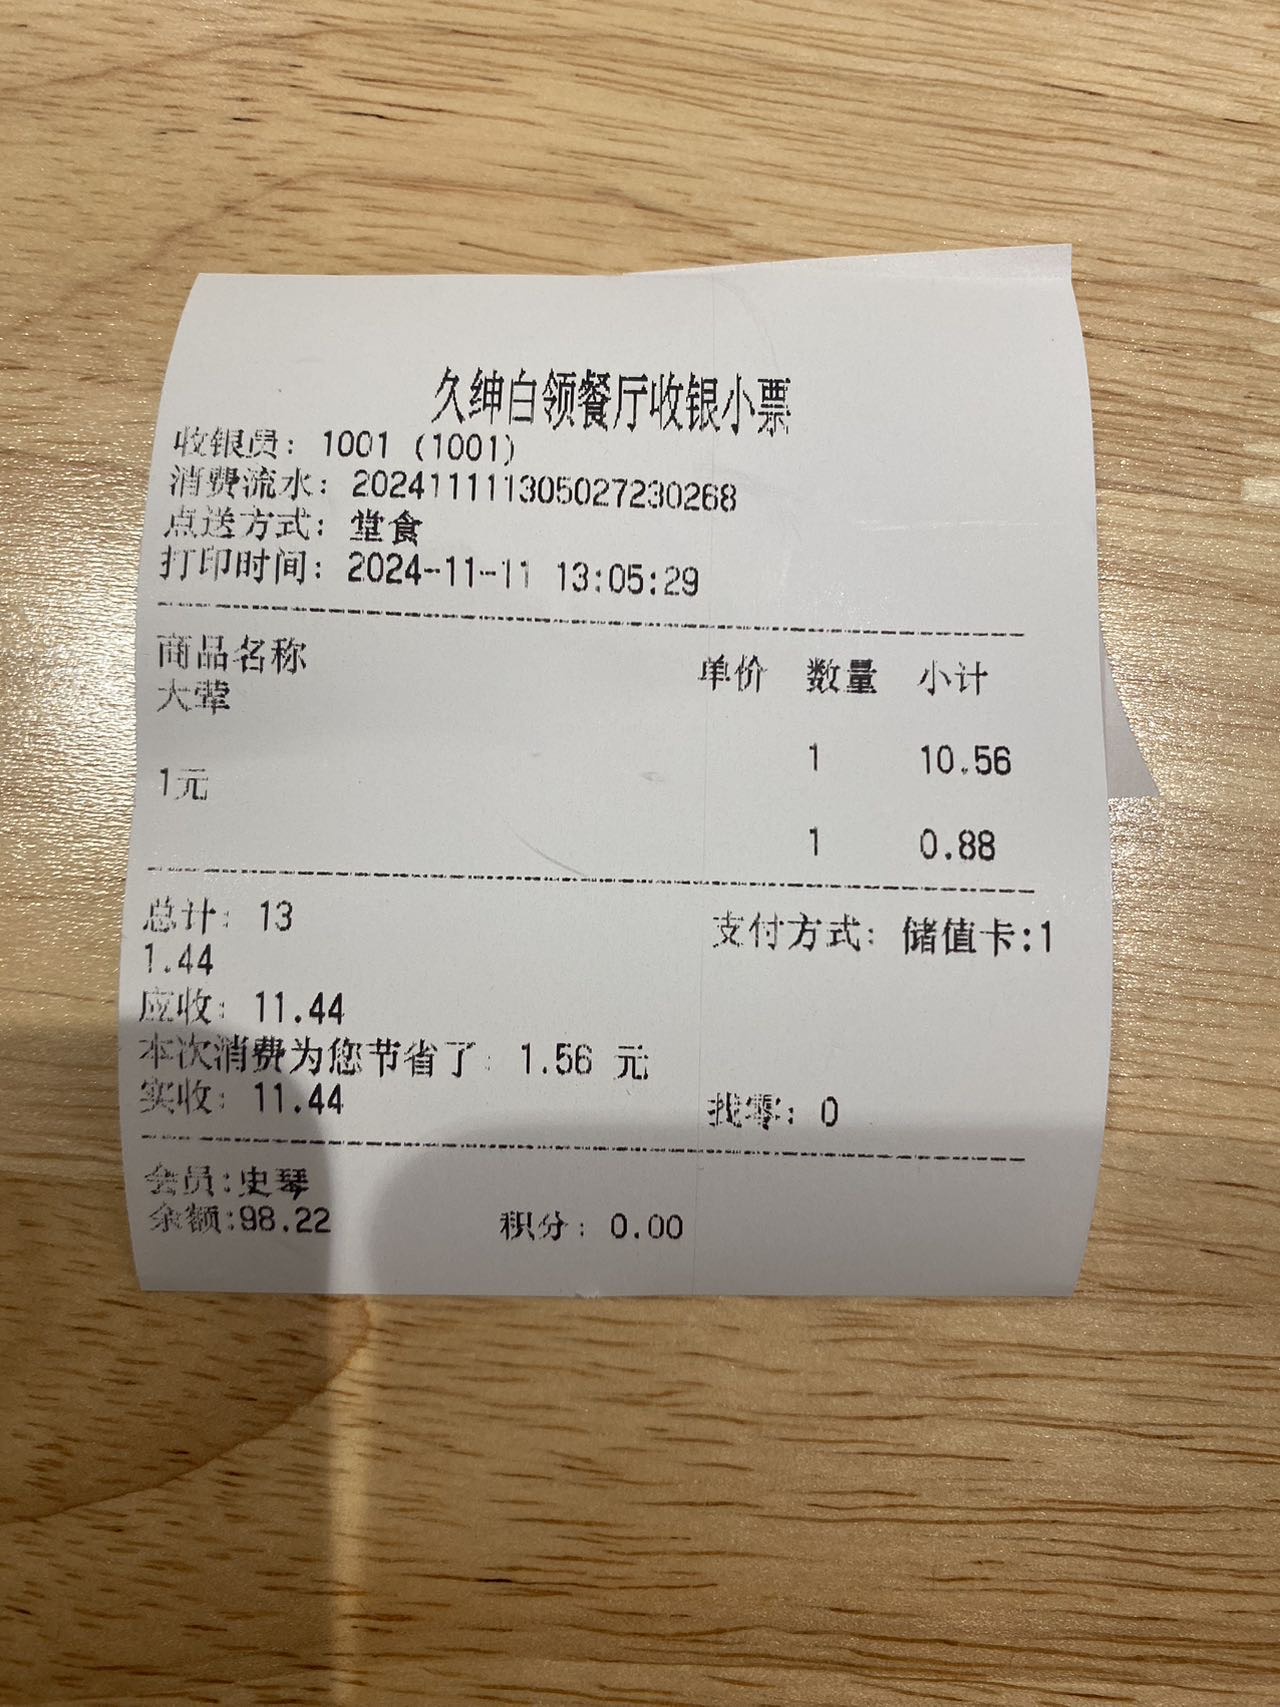 久绅白领餐厅收银小票
收银员: 1001 (1001)
消费流水: 20241111130502723​0268
点送方式: 堂食
打印时间: 2024-11-11 13:05:29
商品名称 单价 数量 小计
大荤
1 10.56
1元
1 0.88
总计: 13 支付方式: 储值卡:1
1.44
应收: 11.44
本次消费为您节省了: 1.56 元
实收: 11.44 找零: 0
会员:史琴
余额:98.22 积分: 0.00